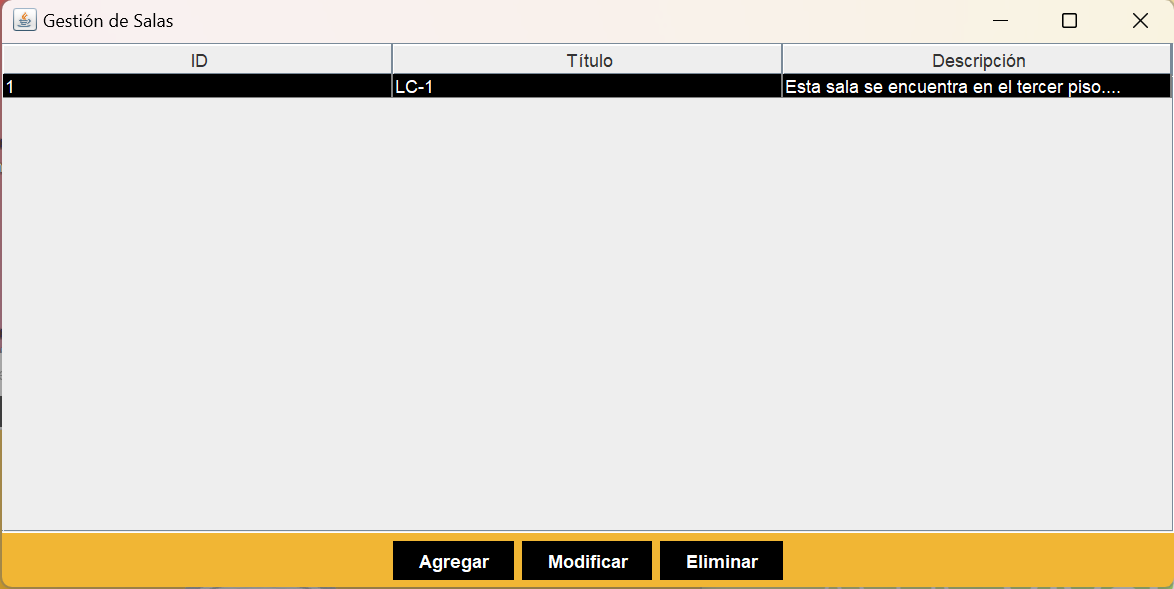 Gestión de Salas
ID Título Descripción
1 LC-1 Esta sala se encuentra en el tercer piso....
Agregar Modificar Eliminar